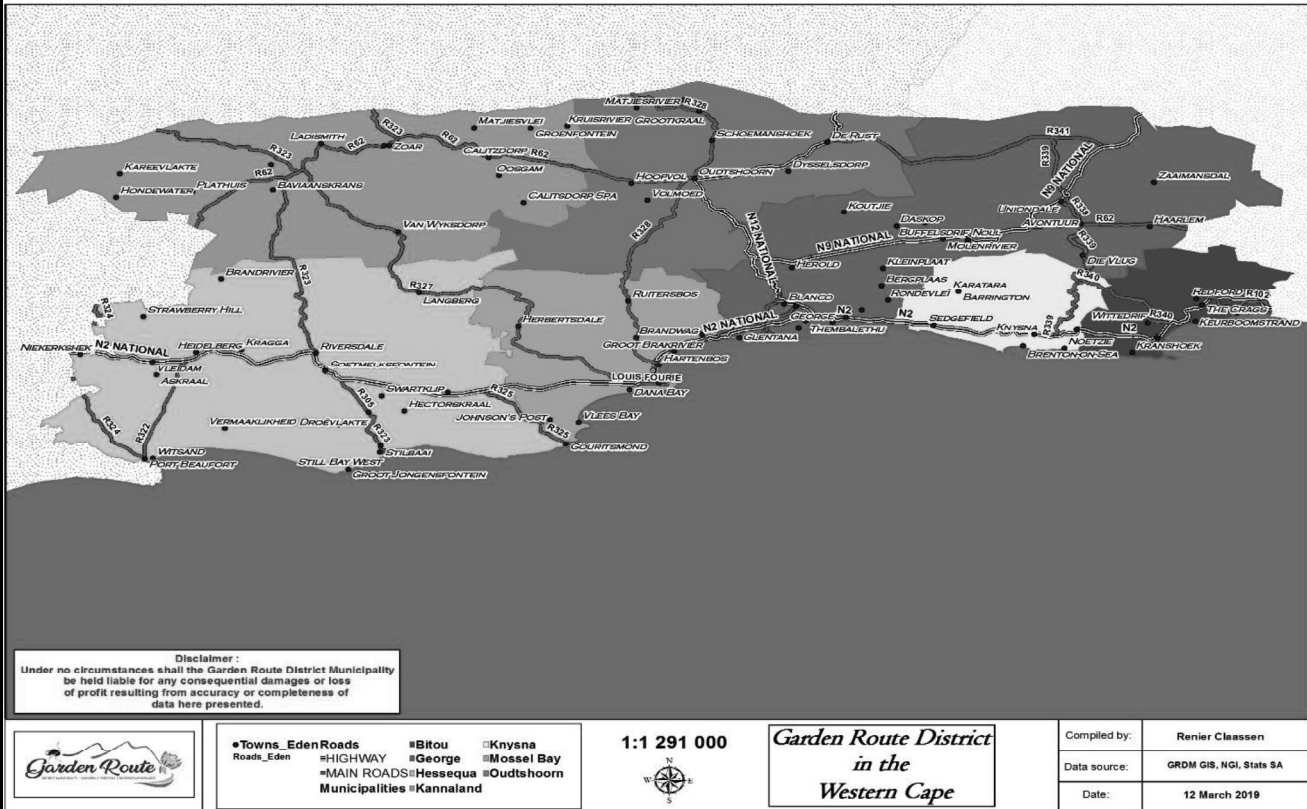 MATJIESRIVIER
R328
GROOTKRAAL
MATJIESVLEI
KRUISRIVIER
GROENFONTEIN
SCHOEMANSHOEK
DE RUST
R341
R339
N9 NATIONAL
LADISMITH
R323
R62
R62
ZOAR
CALITZDORP
R62
OOSGAM
KAREEVLAKTE
R323
R62
PLATHUIS
BAVIAANSKRANS
HONDEWATER
CALITSDORP SPA
HOOPVOL
OUDTSHOORN
DYSSELSDORP
VOLMOED
ZAAIMANSDAL
UNIONDALE
R339
AVONTUUR
R62
HAARLEM
KOUTJIE
DASKOP
BUFFELSDRIF NOUL
MOLENRIVIER
N9 NATIONAL
N12 NATIONAL
R328
VAN WYKSDORP
R339
DIE VLUG
HEROLD
KLEINPLAAT
BERGPLAAS
RONDEVLEÏ
KARATARA
BARRINGTON
R340
REDFORD
R102
THE CRAGS
KEURBOOMSTRAND
BRANDRIVIER
R323
R327
LANGBERG
RUITERSBOS
BLANCO
GEORGE
N2
THEMBALETHU
N2
SEDGEFIELD
KNYSNA
R339
WITTEDRIF
R340
N2
NOETZIE
KRANSHOEK
BRENTON-ON-SEA
R324
STRAWBERRY HILL
HERBERTSDALE
BRANDWAG
N2 NATIONAL
GLENTANA
GROOT BRAKRIVIER
HARTENBOS
NIEKERKSHEK
N2 NATIONAL
HEIDELBERG
KRAGGA
RIVERSDALE
VLEIDAM
ASKRAAL
SOETMELKSFONTEIN
LOUIS FOURIE
DANA BAY
SWARTKLIP
R325
HECTORSKRAAL
JOHNSON'S POST
VLEES BAY
R325
GOURITSMOND
R305
R323
R324
R322
VERMAAKLIKHEID
DROËVLAKTE
WITSAND
PORT BEAUFORT
STILBAAI
STILL BAY WEST
GROOT JONGENSFONTEIN
Disclaimer :
Under no circumstances shall the Garden Route District Municipality
be held liable for any consequential damages or loss
of profit resulting from accuracy or completeness of
data here presented.
Garden Route
Towns_Eden
Roads_Eden
Roads
HIGHWAY
MAIN ROADS
Municipalities
Bitou
George
Hessequa
Kannaland
Knysna
Mossel Bay
Oudtshoorn
1:1 291 000
N
W E
S
Garden Route District
in the
Western Cape
Compiled by: Renier Claassen
Data source: GRDM GIS, NGI, Stats SA
Date: 12 March 2019